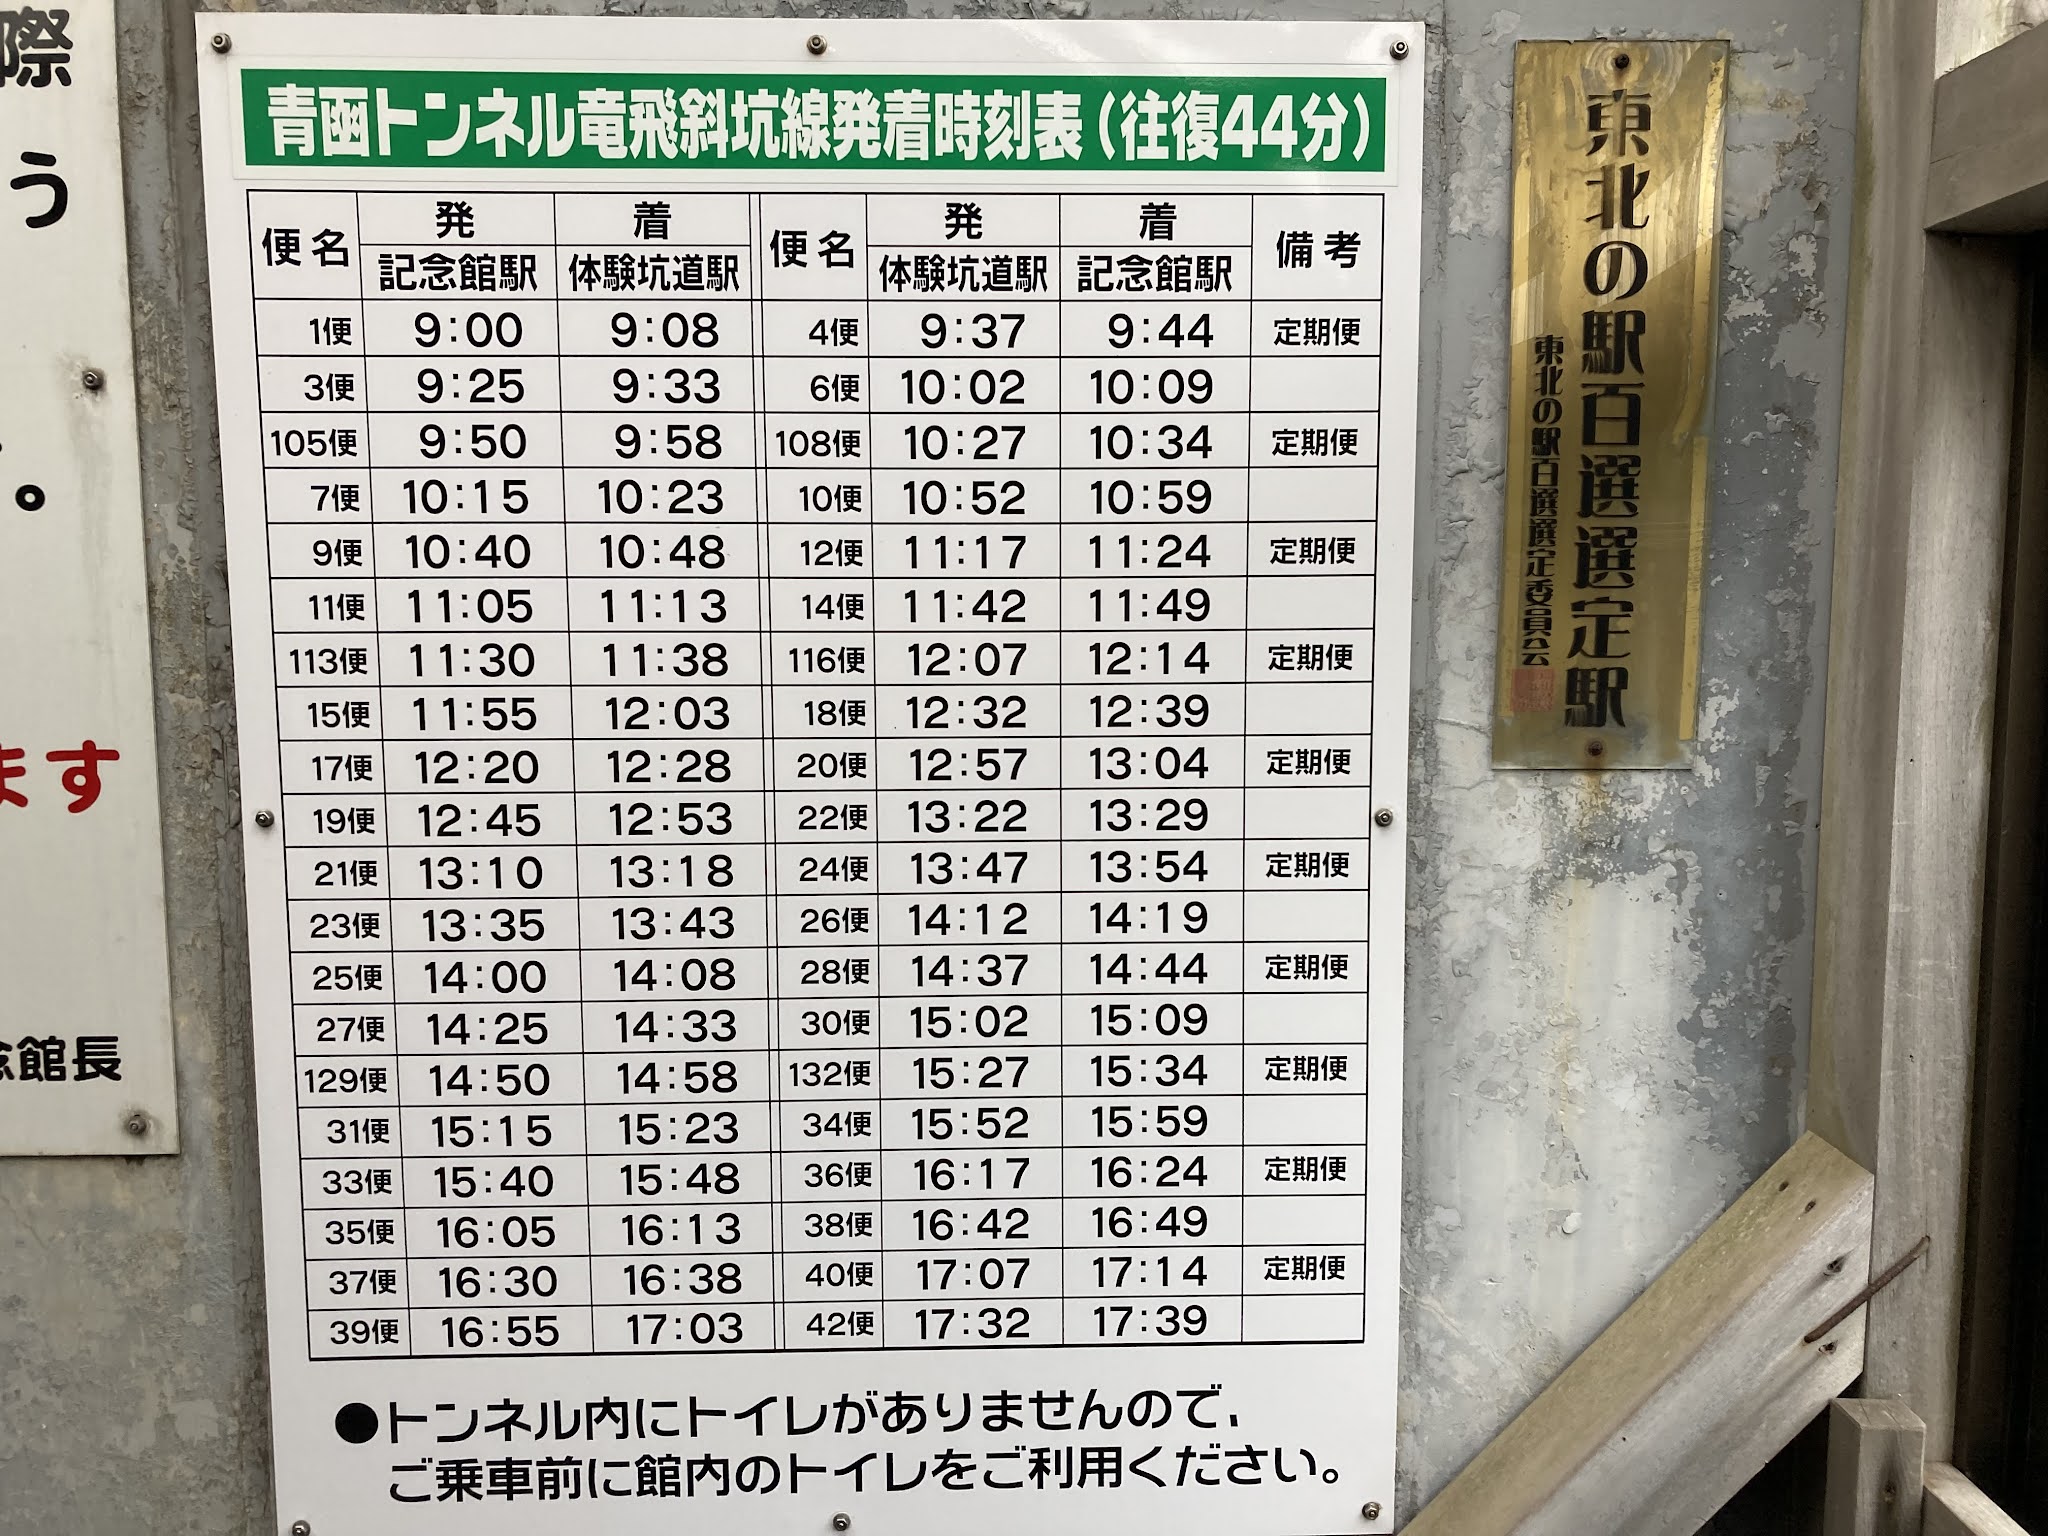 際
う
。
ます
念館長
青函トンネル竜飛斜坑線発着時刻表(往復44分)
便名 発 着 便名 発 着 備考
記念館駅 体験坑道駅 体験坑道駅 記念館駅
1便 9:00 9:08 4便 9:37 9:44 定期便
3便 9:25 9:33 6便 10:02 10:09
105便 9:50 9:58 108便 10:27 10:34 定期便
7便 10:15 10:23 10便 10:52 10:59
9便 10:40 10:48 12便 11:17 11:24 定期便
11便 11:05 11:13 14便 11:42 11:49
113便 11:30 11:38 116便 12:07 12:14 定期便
15便 11:55 12:03 18便 12:32 12:39
17便 12:20 12:28 20便 12:57 13:04 定期便
19便 12:45 12:53 22便 13:22 13:29
21便 13:10 13:18 24便 13:47 13:54 定期便
23便 13:35 13:43 26便 14:12 14:19
25便 14:00 14:08 28便 14:37 14:44 定期便
27便 14:25 14:33 30便 15:02 15:09
129便 14:50 14:58 132便 15:27 15:34 定期便
31便 15:15 15:23 34便 15:52 15:59
33便 15:40 15:48 36便 16:17 16:24 定期便
35便 16:05 16:13 38便 16:42 16:49
37便 16:30 16:38 40便 17:07 17:14 定期便
39便 16:55 17:03 42便 17:32 17:39
●トンネル内にトイレがありませんので、
ご乗車前に館内のトイレをご利用ください。
東北の駅百選選定駅
東北の駅百選選定委員会